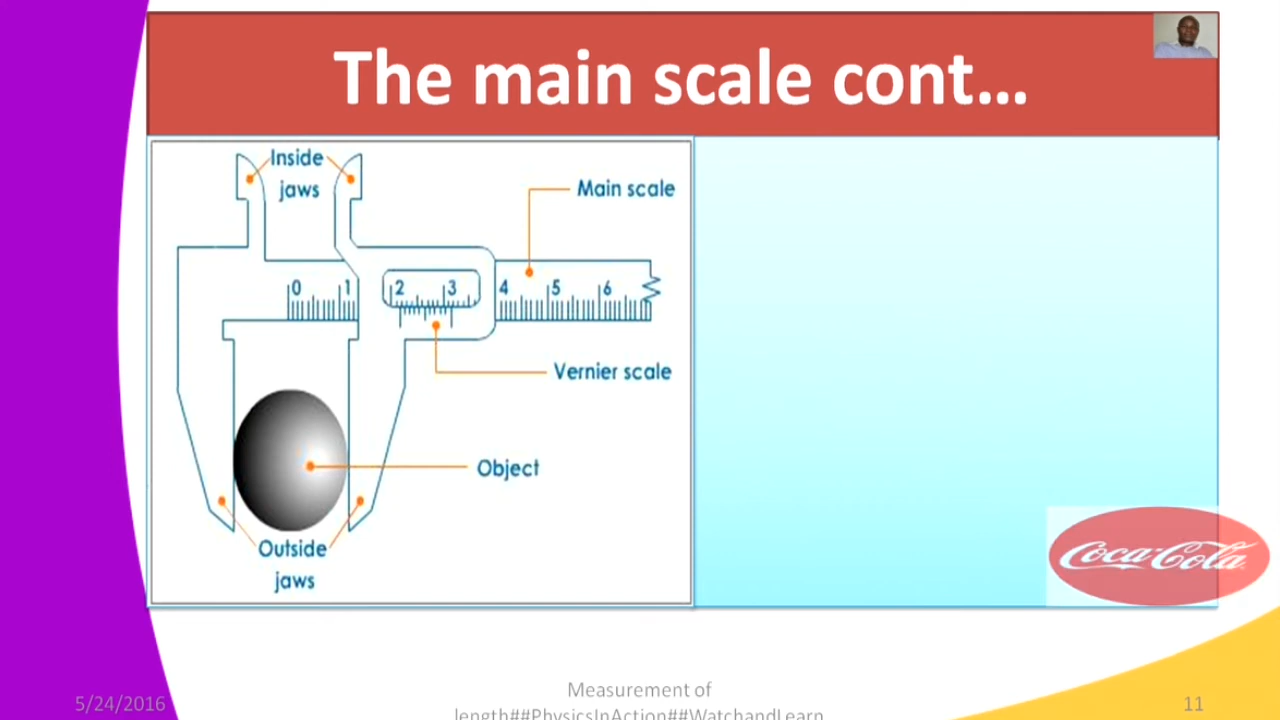 The main scale cont...
Inside
jaws
Main scale
0 1 2 3 4 5 6
Vernier scale
Object
Outside
jaws
Coca-Cola
5/24/2016
Measurement of
length##PhysicsInAction##WatchandLearn
11